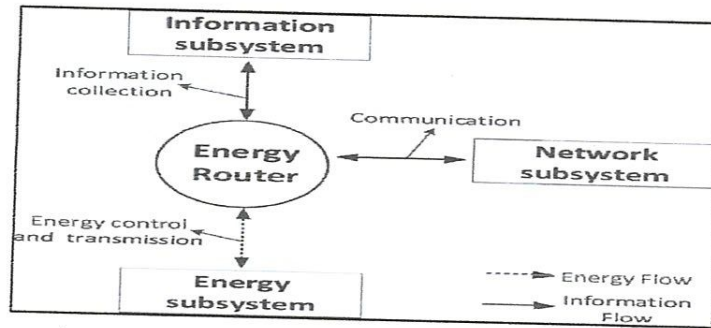 Information
subsystem
Information
collection
Communication
Energy
Router
Network
subsystem
Energy control
and transmission
Energy
subsystem
Energy Flow
Information
Flow